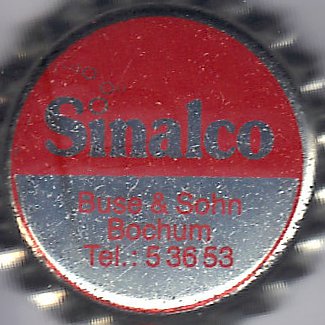 Sinalco
Buse & Sohn
Bochum
Tel.: 5 36 53